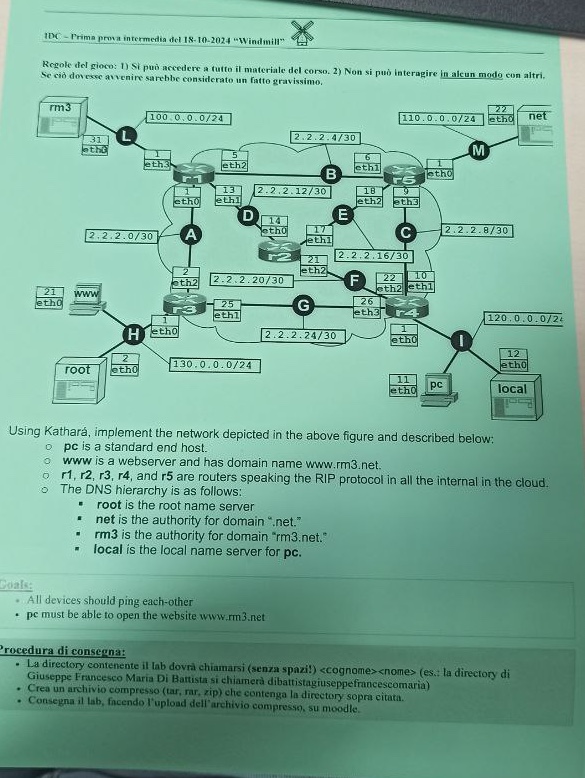 IDC – Prima prova intermedia del 18-10-2024 "Windmill"
Regole del gioco: 1) Si può accedere a tutto il materiale del corso. 2) Non si può interagire in alcun modo con altri.
Se ciò dovesse avvenire sarebbe considerato un fatto gravissimo.
rm3
31
eth0
L
100.0.0.0/24
1
eth3
r1
5
eth2
2.2.2.4/30
B
6
eth1
r5
110.0.0.0/24
22
eth0
net
M
1
eth0
1
eth0
13
eth1
2.2.2.12/30
D
14
eth0
r2
17
eth1
E
18
eth2
9
eth3
2.2.2.0/30
A
C
2.2.2.8/30
2.2.2.16/30
21
eth2
2.2.2.20/30
F
22
eth2
10
eth1
2
eth2
r3
25
eth1
G
26
eth3
r4
2.2.2.24/30
21
eth0
www
H
1
eth0
2
eth0
root
130.0.0.0/24
1
eth0
120.0.0.0/24
I
11
eth0
pc
12
eth0
local
Using Kathará, implement the network depicted in the above figure and described below:
○ pc is a standard end host.
○ www is a webserver and has domain name www.rm3.net.
○ r1, r2, r3, r4, and r5 are routers speaking the RIP protocol in all the internal in the cloud.
○ The DNS hierarchy is as follows:
▪ root is the root name server
▪ net is the authority for domain ".net."
▪ rm3 is the authority for domain "rm3.net."
▪ local is the local name server for pc.
Goals:
• All devices should ping each-other
• pc must be able to open the website www.rm3.net
Procedura di consegna:
• La directory contenente il lab dovrà chiamarsi (senza spazi!) <cognome><nome> (es.: la directory di
Giuseppe Francesco Maria Di Battista si chiamerà dibattistagiuseppefrancescomaria)
• Crea un archivio compresso (tar, rar, zip) che contenga la directory sopra citata.
• Consegna il lab, facendo l'upload dell'archivio compresso, su moodle.